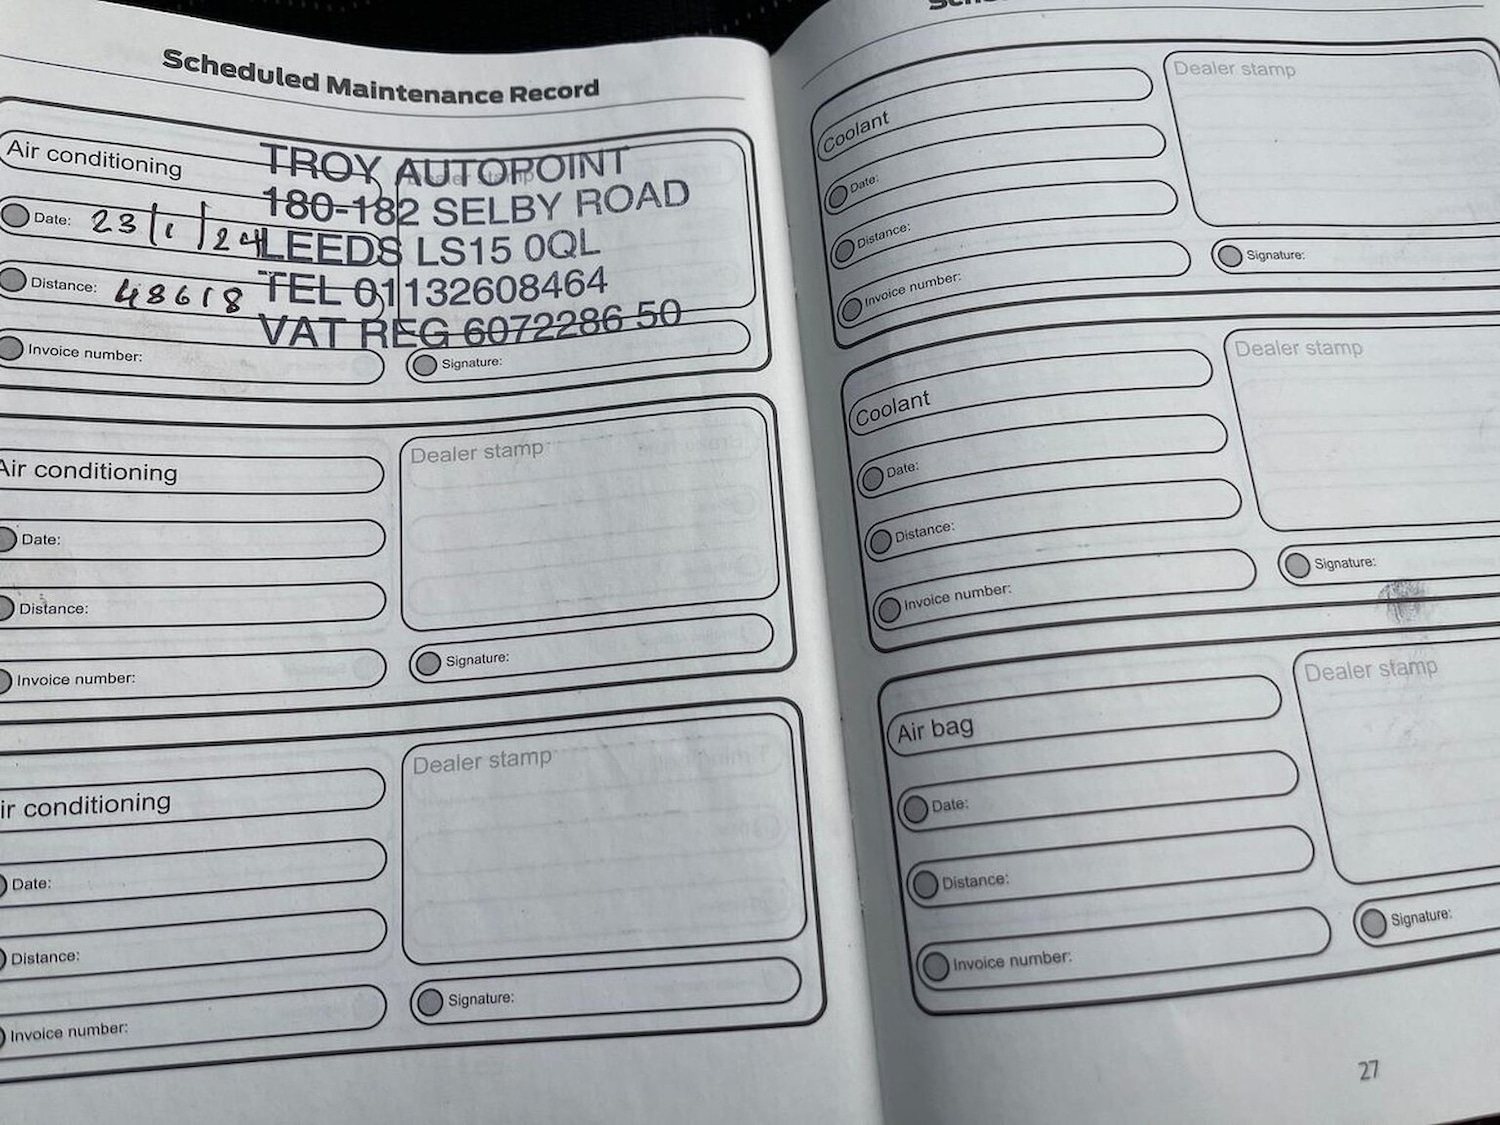 Scheduled Maintenance Record
Air conditioning
Date: 23/1/24
Distance: 48618
Invoice number:
Dealer stamp
TROY AUTOPOINT
180-182 SELBY ROAD
LEEDS LS15 0QL
TEL 01132608464
VAT REG 6072286 50
Signature:
Air conditioning
Date:
Distance:
Invoice number:
Dealer stamp
Signature:
ir conditioning
Date:
Distance:
Invoice number:
Dealer stamp
Signature:
Coolant
Date:
Distance:
Invoice number:
Dealer stamp
Signature:
Coolant
Date:
Distance:
Invoice number:
Dealer stamp
Signature:
Air bag
Date:
Distance:
Invoice number:
Dealer stamp
Signature:
27